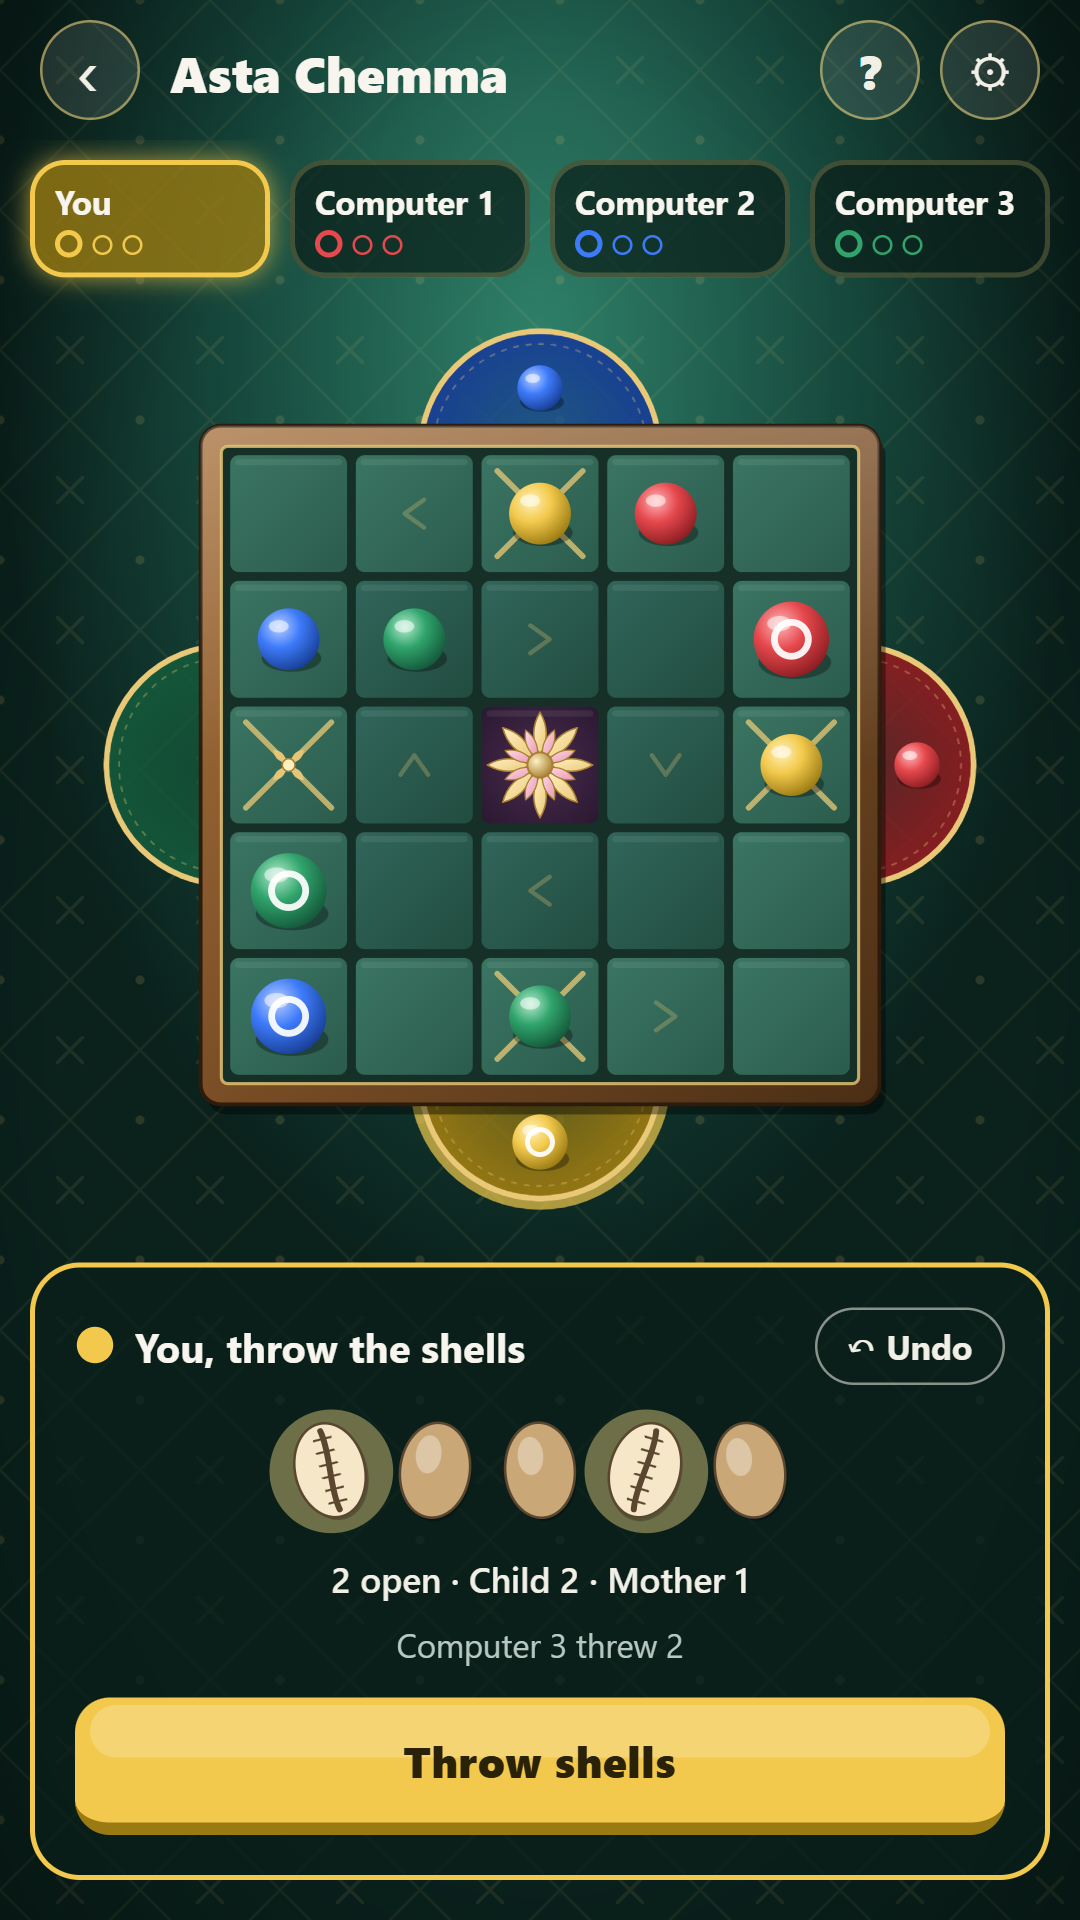 Asta Chemma
?
You
Computer 1
Computer 2
Computer 3
You, throw the shells
Undo
2 open · Child 2 · Mother 1
Computer 3 threw 2
Throw shells